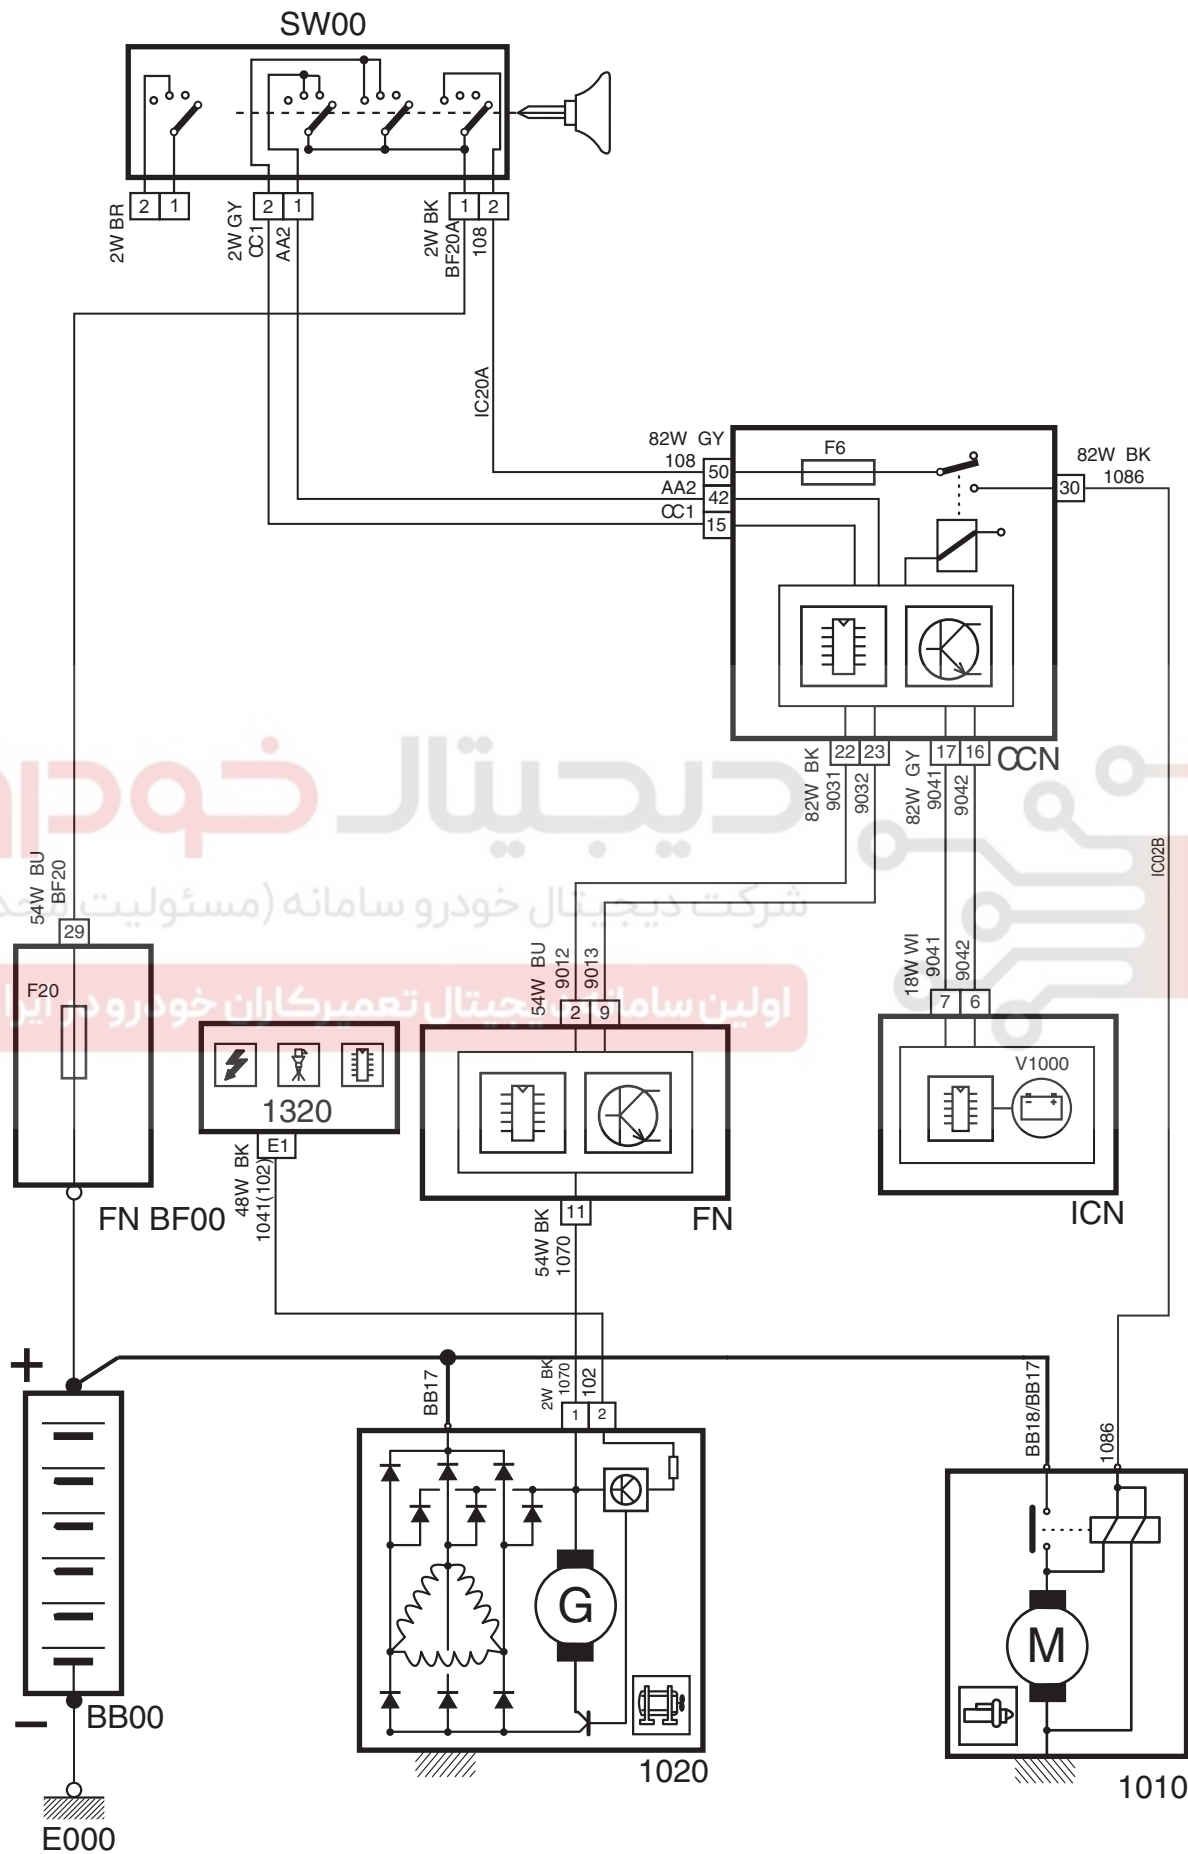 SW00
2 1
2 1
1 2
2W BR
2W GY
CC1
AA2
2W BK
BF20A
108
IC20A
82W GY
108
50
AA2
42
CC1
15
F6
82W BK
1086
30
22 23
17 16
CCN
82W BK
9031
9032
82W GY
9041
9042
IC02B
دیجیتال خودرو
شرکت دیجیتال خودرو سامانه (مسئولیت
اولین سامانه دیجیتال تعمیرکاران خودرو در
54W BU
BF20
29
F20
FN BF00
1320
E1
48W BK
1041(102)
54W BU
9012
9013
2 9
FN
11
54W BK
1070
18W WI
9041
9042
7 6
V1000
- +
ICN
+
BB17
2W BK
1070
102
1 2
BB18/BB17
1086
G
M
−
BB00
1020
1010
E000